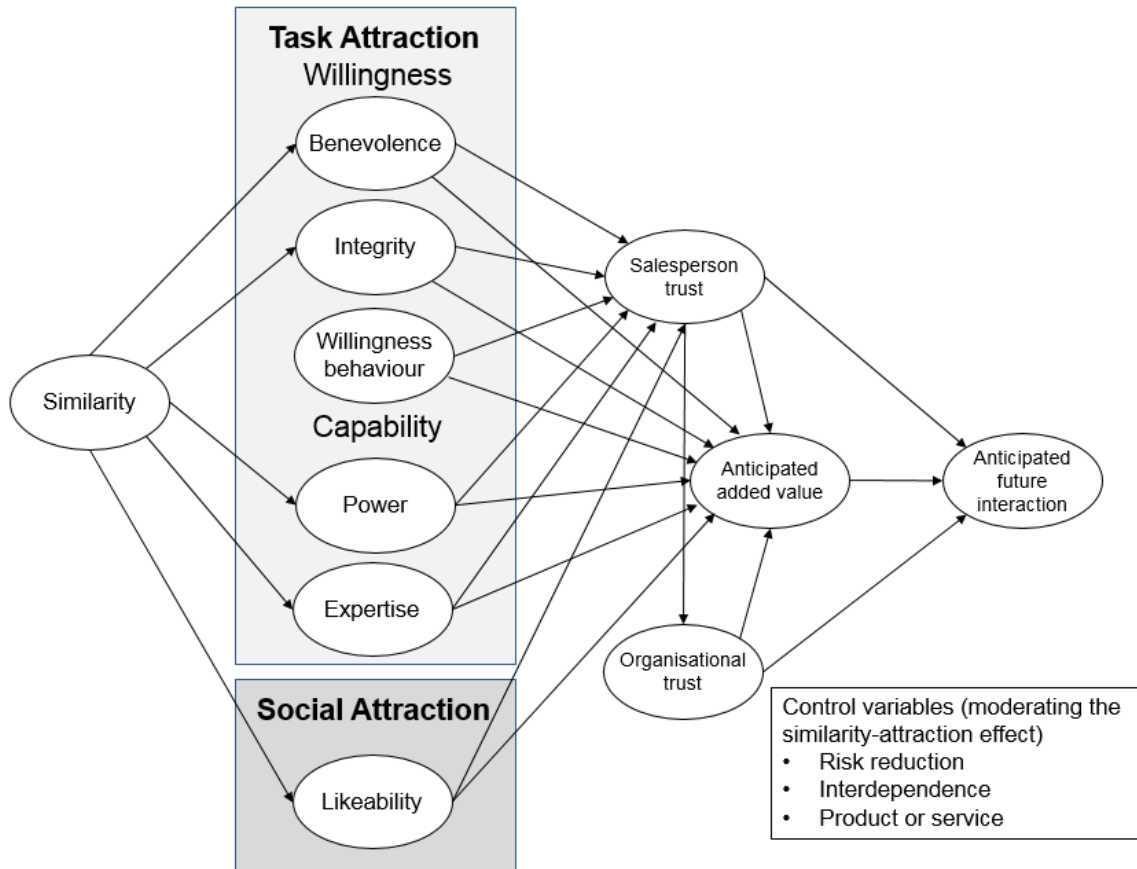 Task Attraction
Willingness
Benevolence
Integrity
Willingness
behaviour
Capability
Power
Expertise
Social Attraction
Likeability
Similarity
Salesperson
trust
Anticipated
added value
Anticipated
future
interaction
Organisational
trust
Control variables (moderating the
similarity-attraction effect)
• Risk reduction
• Interdependence
• Product or service